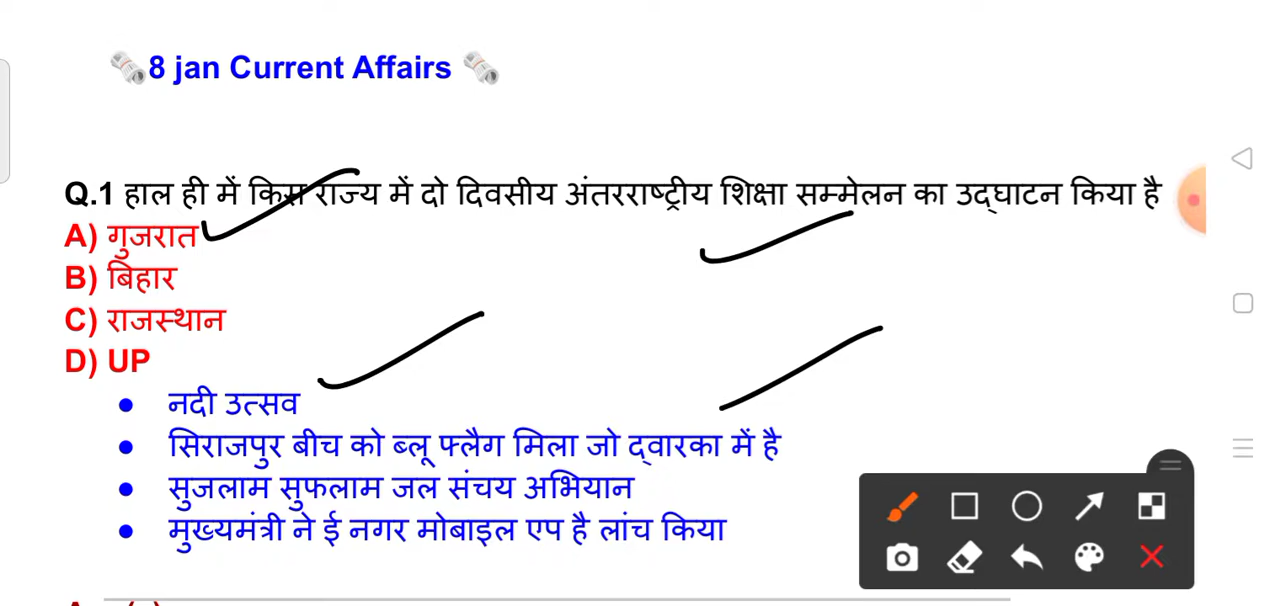 8 jan Current Affairs
Q.1 हाल ही में किस राज्य में दो दिवसीय अंतरराष्ट्रीय शिक्षा सम्मेलन का उद्घाटन किया है
A) गुजरात
B) बिहार
C) राजस्थान
D) UP
● नदी उत्सव
● सिराजपुर बीच को ब्लू फ्लैग मिला जो द्वारका में है
● सुजलाम सुफलाम जल संचय अभियान
● मुख्यमंत्री ने ई नगर मोबाइल एप है लांच किया